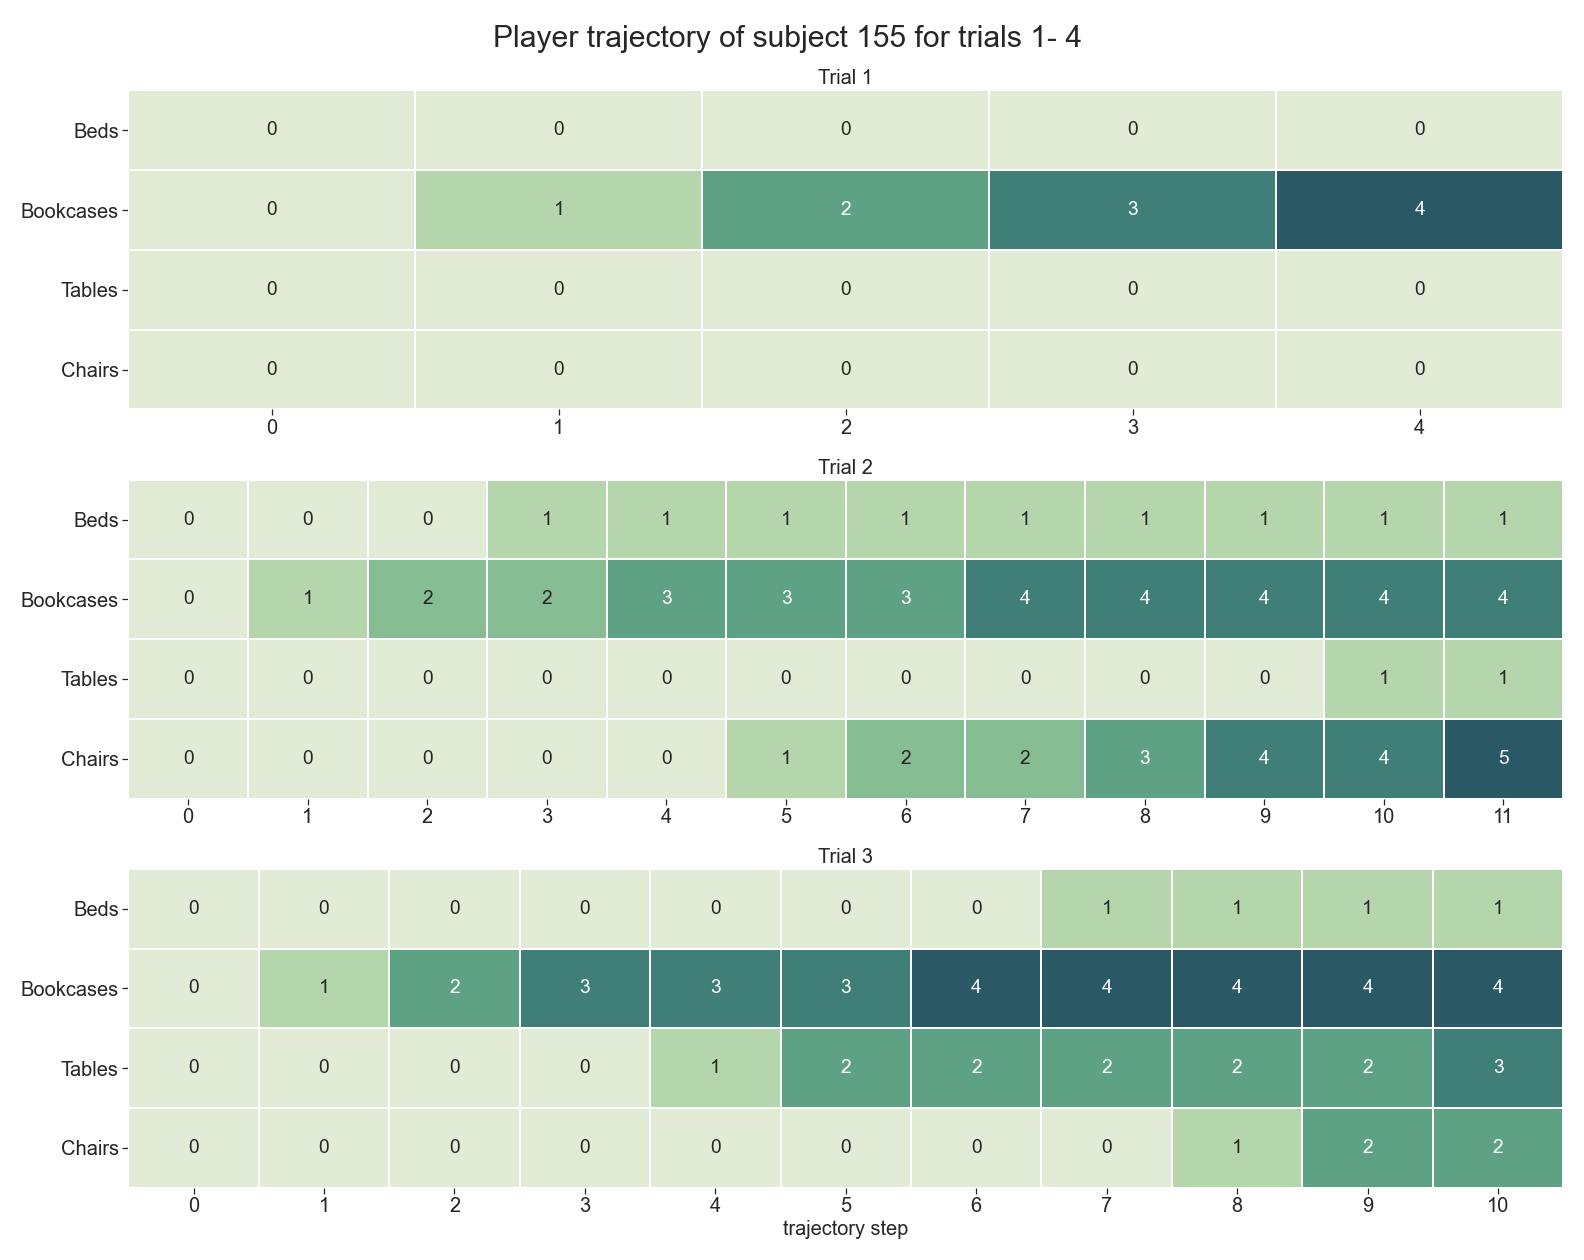 Player trajectory of subject 155 for trials 1- 4
Trial 1
Beds 0 0 0 0 0
Bookcases 0 1 2 3 4
Tables 0 0 0 0 0
Chairs 0 0 0 0 0
0 1 2 3 4
Trial 2
Beds 0 0 0 1 1 1 1 1 1 1 1 1
Bookcases 0 1 2 2 3 3 3 4 4 4 4 4
Tables 0 0 0 0 0 0 0 0 0 0 1 1
Chairs 0 0 0 0 0 1 2 2 3 4 4 5
0 1 2 3 4 5 6 7 8 9 10 11
Trial 3
Beds 0 0 0 0 0 0 0 1 1 1 1
Bookcases 0 1 2 3 3 3 4 4 4 4 4
Tables 0 0 0 0 1 2 2 2 2 2 3
Chairs 0 0 0 0 0 0 0 0 1 2 2
0 1 2 3 4 5 6 7 8 9 10
trajectory step